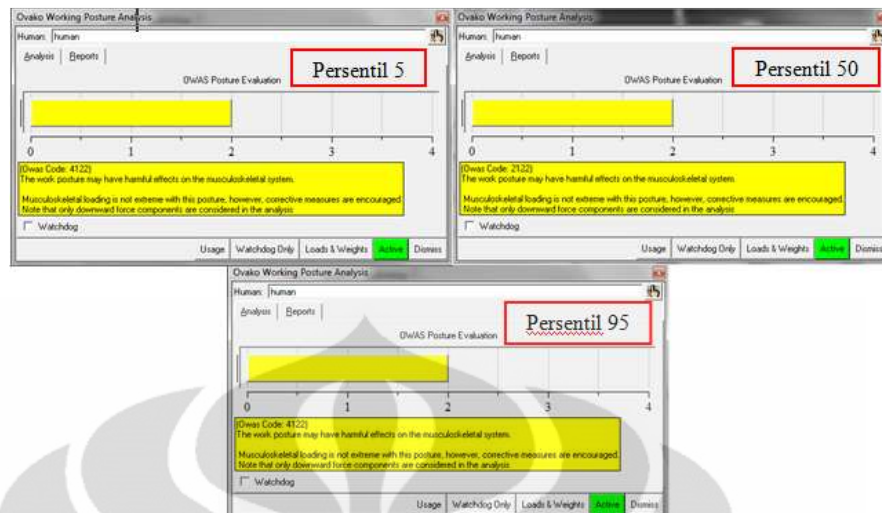 Ovako Working Posture Analysis
Human: human
Analysis Reports
OWAS Posture Evaluation
Persentil 5
0 1 2 3 4
(Owas Code: 4122)
The work posture may have harmful effects on the musculoskeletal system.
Musculoskeletal loading is not extreme with this posture, however, corrective measures are encouraged
Note that only downward force components are considered in the analysis
Watchdog
Usage Watchdog Only Loads & Weights Active Dismiss
Ovako Working Posture Analysis
Human: human
Analysis Reports
OWAS Posture Evaluation
Persentil 50
0 1 2 3 4
(Owas Code: 2122)
The work posture may have harmful effects on the musculoskeletal system.
Musculoskeletal loading is not extreme with this posture, however, corrective measures are encouraged
Note that only downward force components are considered in the analysis
Watchdog
Usage Watchdog Only Loads & Weights Active Dismiss
Ovako Working Posture Analysis
Human: human
Analysis Reports
OWAS Posture Evaluation
Persentil 95
0 1 2 3 4
(Owas Code: 4122)
The work posture may have harmful effects on the musculoskeletal system.
Musculoskeletal loading is not extreme with this posture, however, corrective measures are encouraged
Note that only downward force components are considered in the analysis
Watchdog
Usage Watchdog Only Loads & Weights Active Dismiss